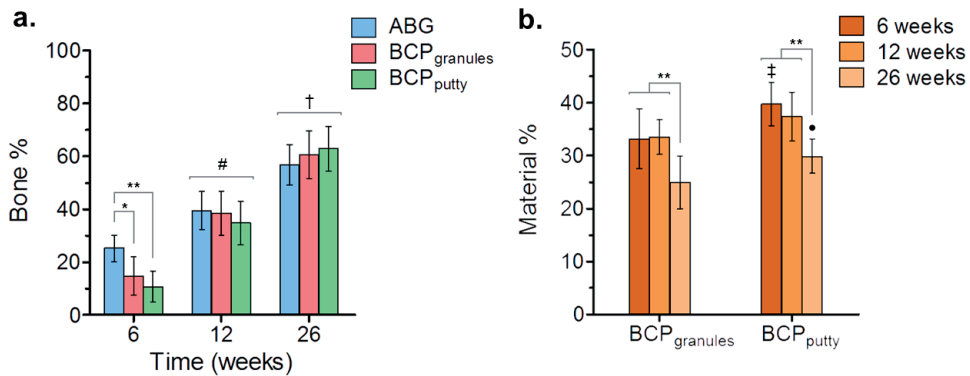 a.
ABG
BCPgranules
BCPputty
Bone %
100
80
60
40
20
0
**
*
#
†
6 12 26
Time (weeks)
b.
6 weeks
12 weeks
26 weeks
Material %
50
40
30
20
10
0
**
‡
**
•
BCPgranules BCPputty